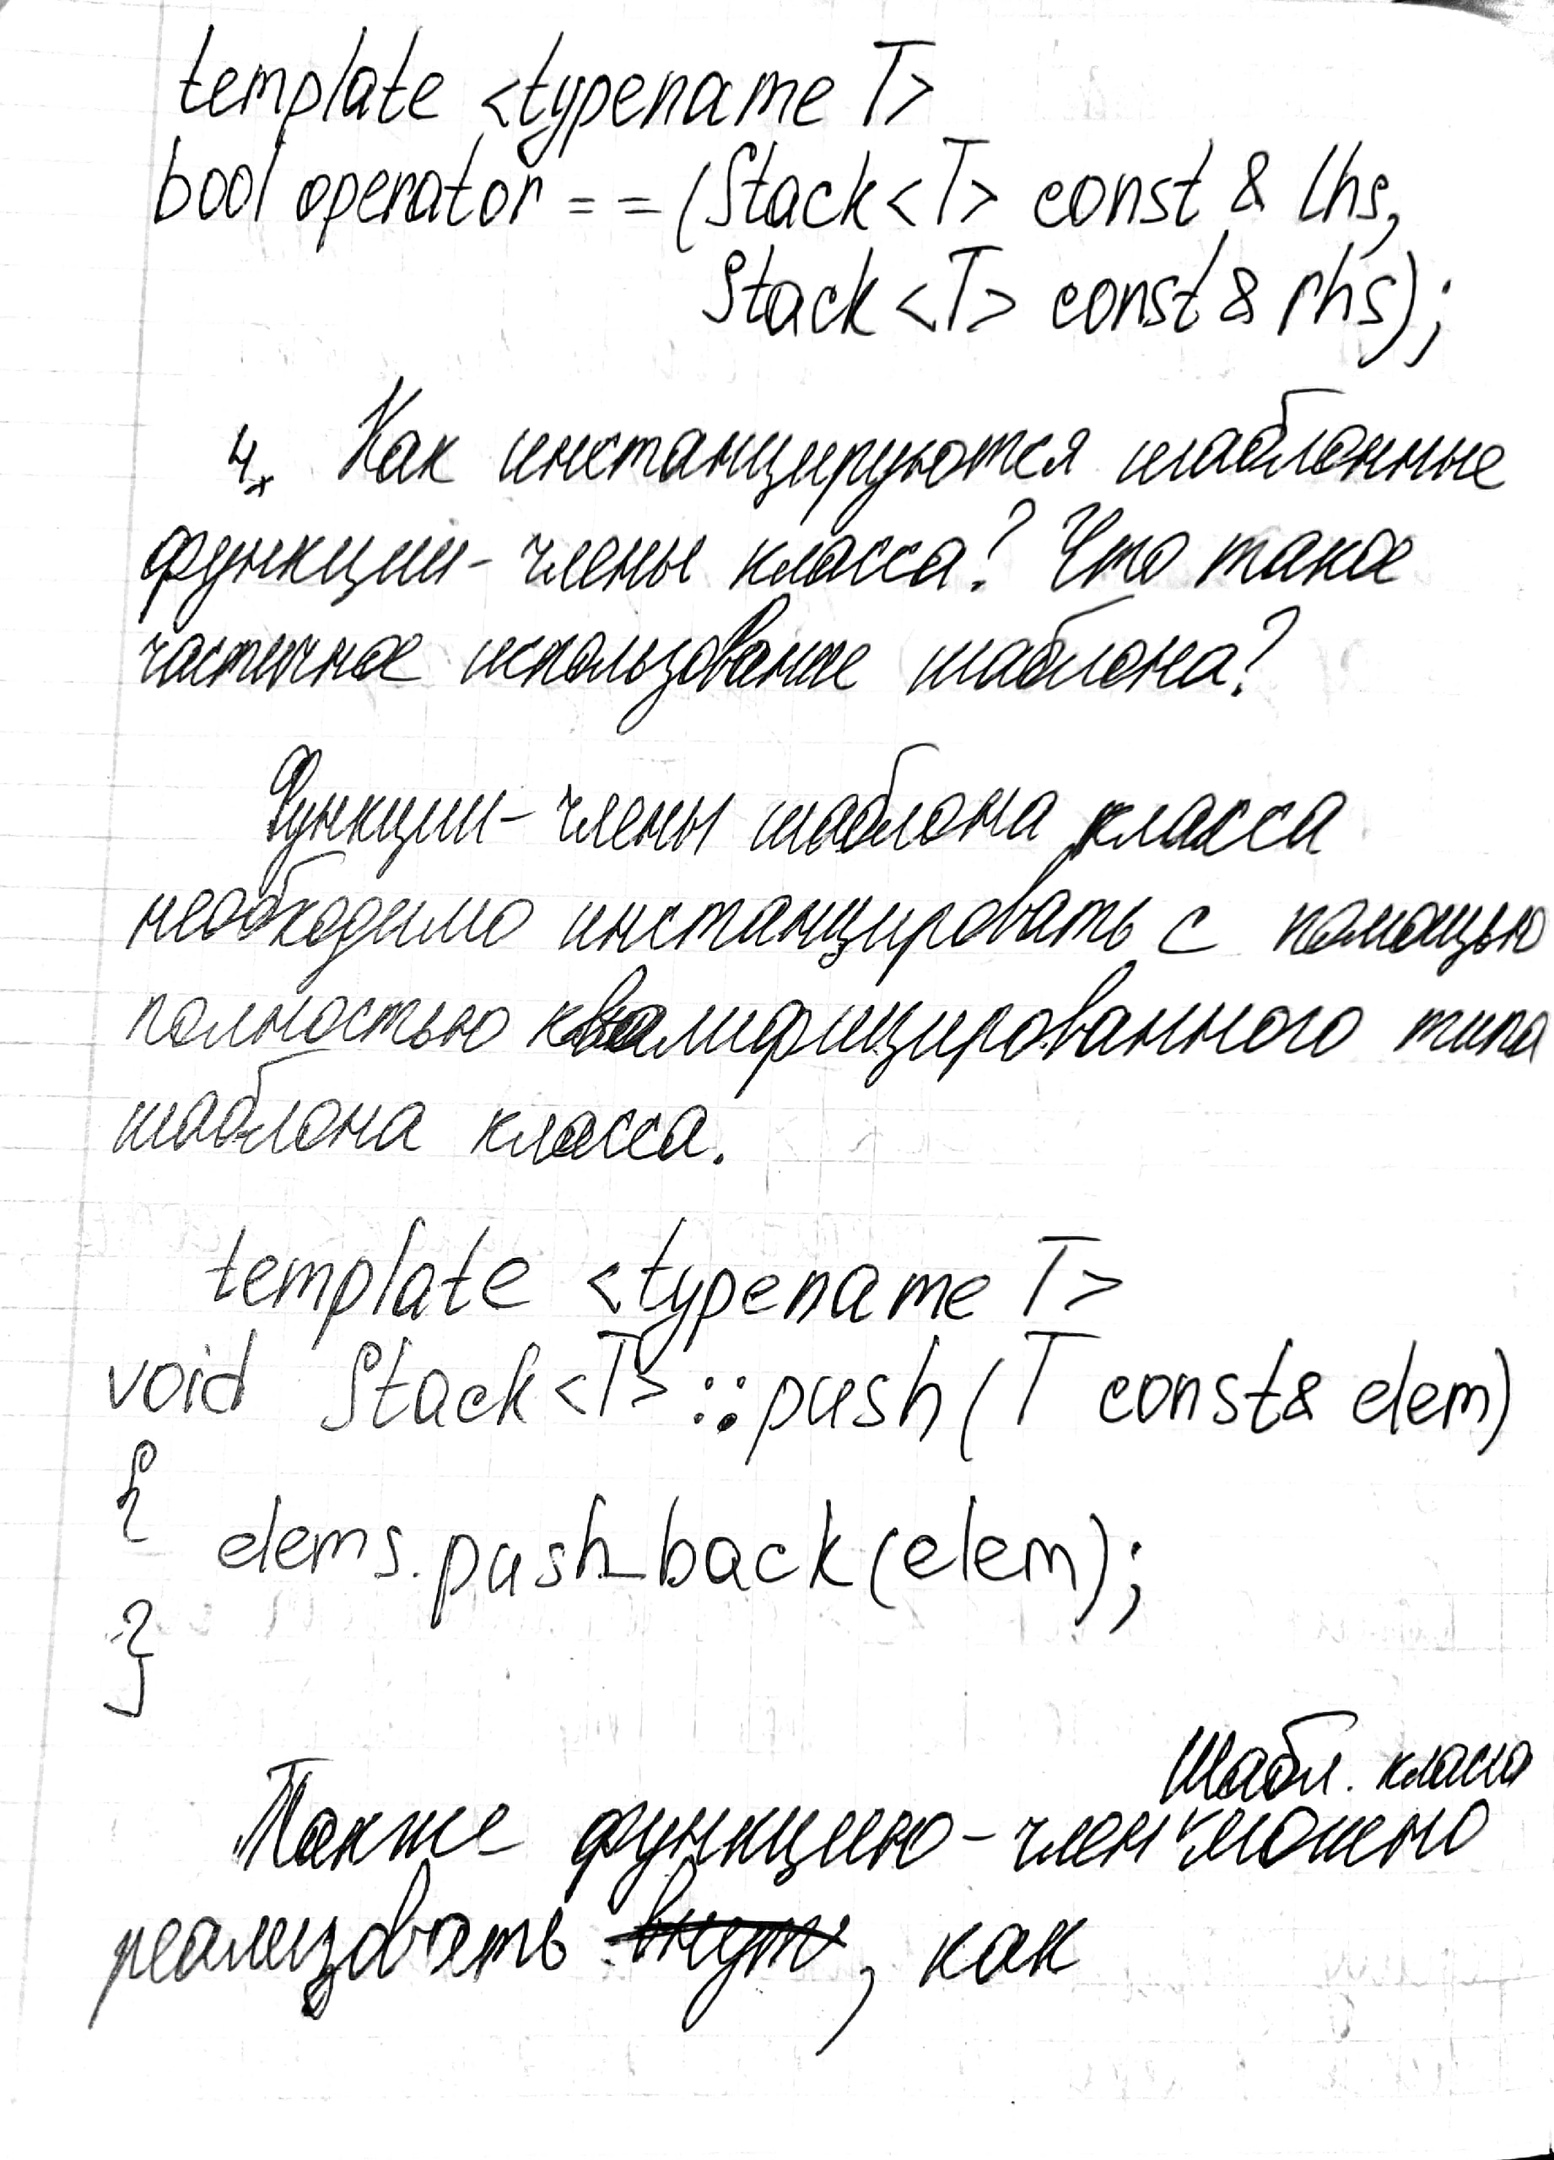 template <typename T>
bool operator == (Stack<T> const & lhs,
Stack<T> const & rhs);
4. Как инстанцируются шаблонные
функции-члены класса? Что такое
частичное использование шаблона?
Функции-члены шаблона класса
необходимо инстанцировать с помощью
полностью квалифицированного типа
шаблона класса.
template <typename T>
void Stack<T>::push(T const& elem)
{
elems.push_back(elem);
}
Шабл. класса
Также функцию-член можно
реализовать внутри, как